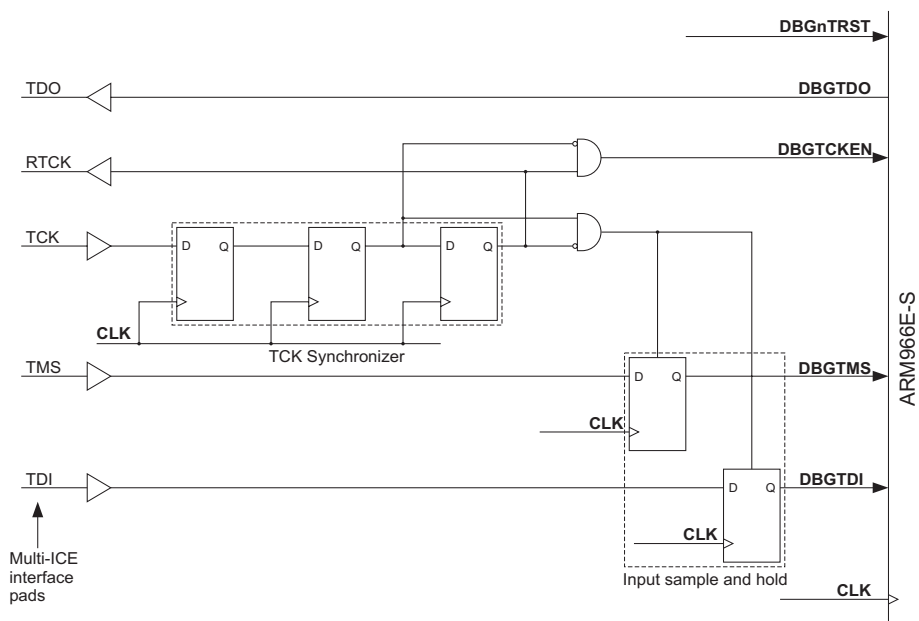 DBGnTRST
TDO
DBGTDO
RTCK
DBGTCKEN
TCK
D Q
D Q
D Q
CLK
TCK Synchronizer
TMS
D Q
DBGTMS
CLK
TDI
D Q
DBGTDI
CLK
Multi-ICE
interface
pads
Input sample and hold
CLK
ARM966E-S